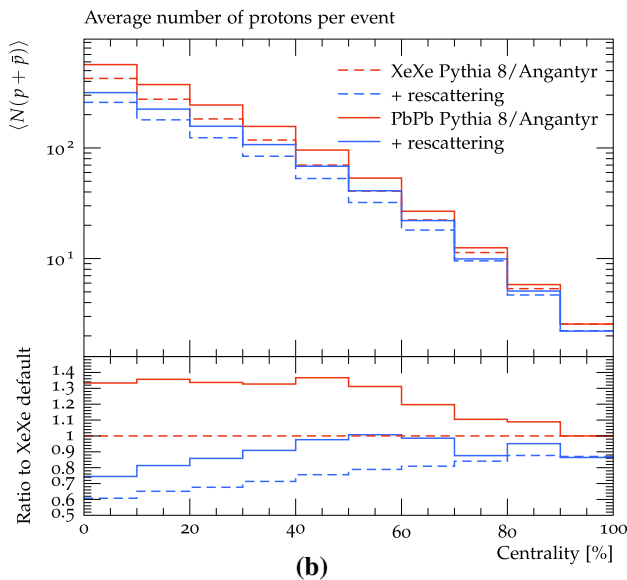 Average number of protons per event
⟨N(p + p̄)⟩
XeXe Pythia 8/Angantyr
+ rescattering
PbPb Pythia 8/Angantyr
+ rescattering
10²
10¹
Ratio to XeXe default
1.4
1.3
1.2
1.1
1
0.9
0.8
0.7
0.6
0.5
0 20 40 60 80 100
Centrality [%]
(b)